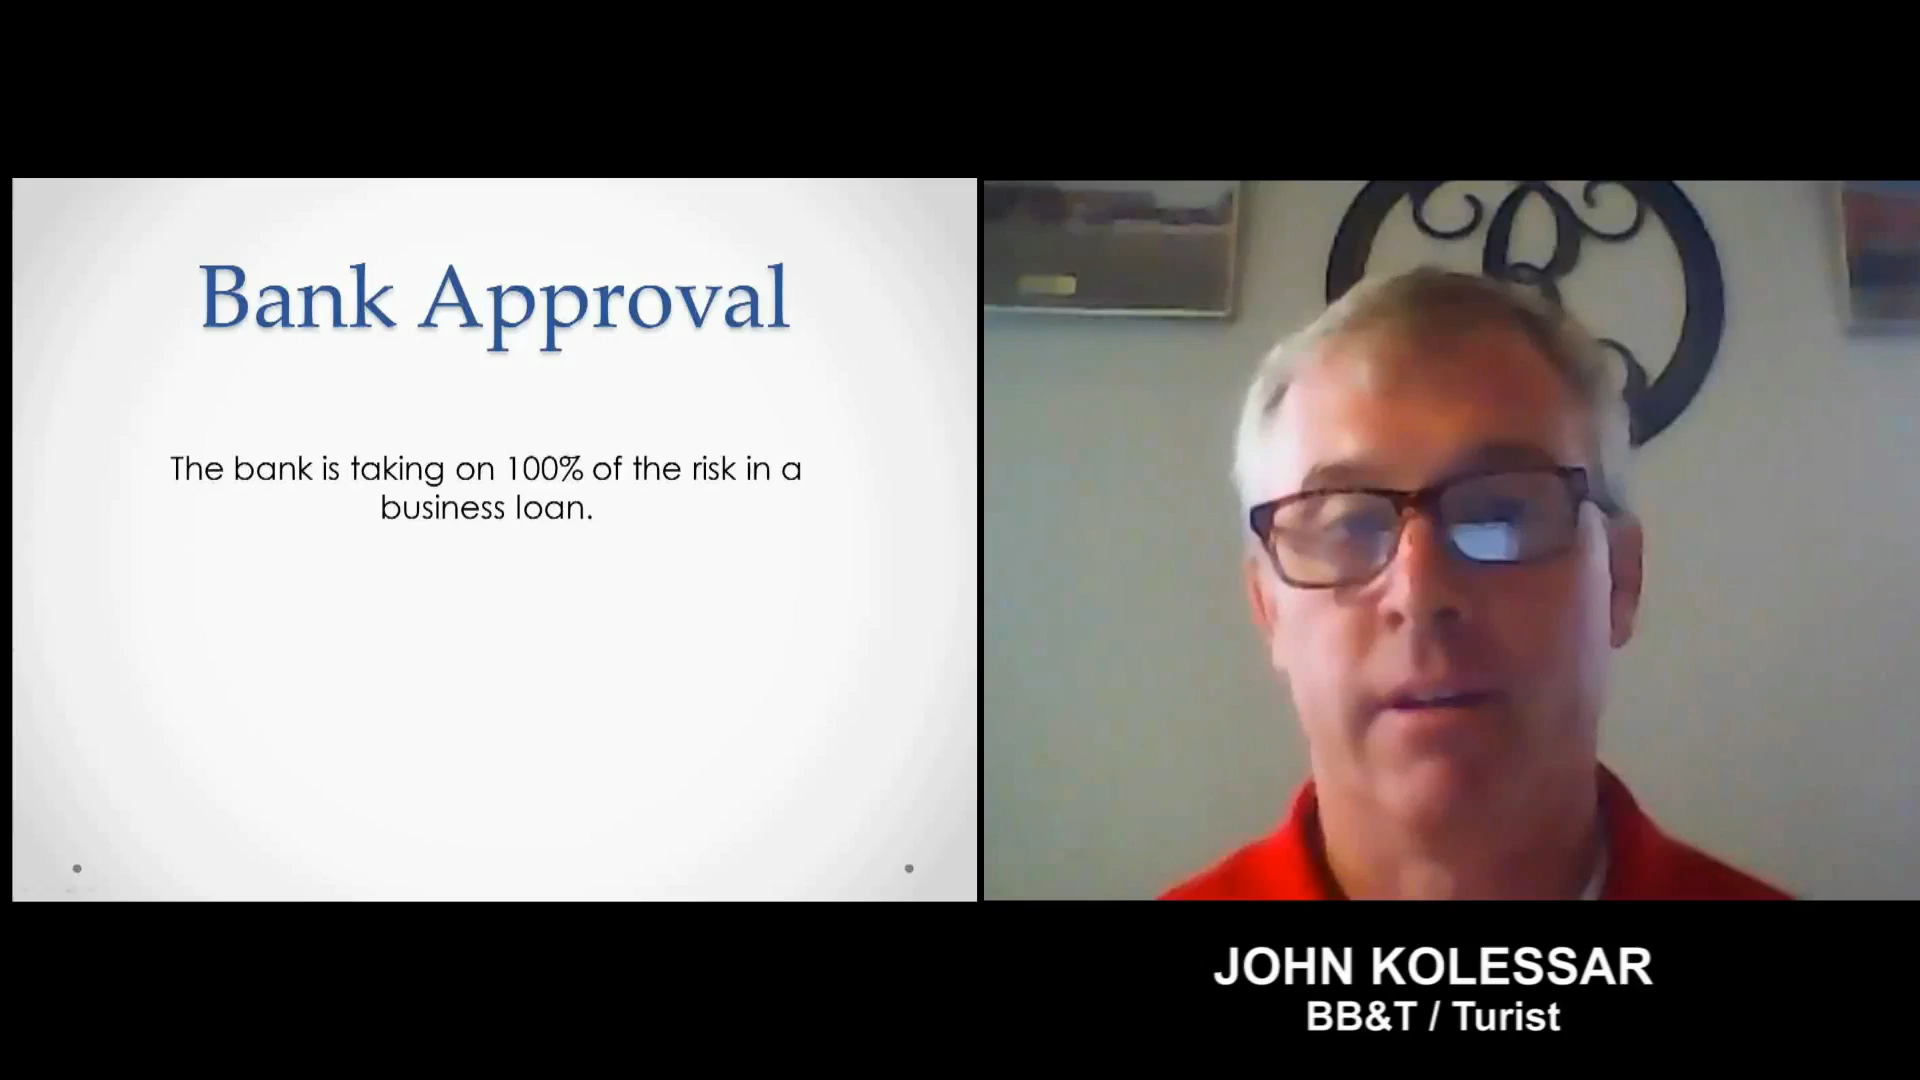 Bank Approval
The bank is taking on 100% of the risk in a
business loan.
JOHN KOLESSAR
BB&T / Turist